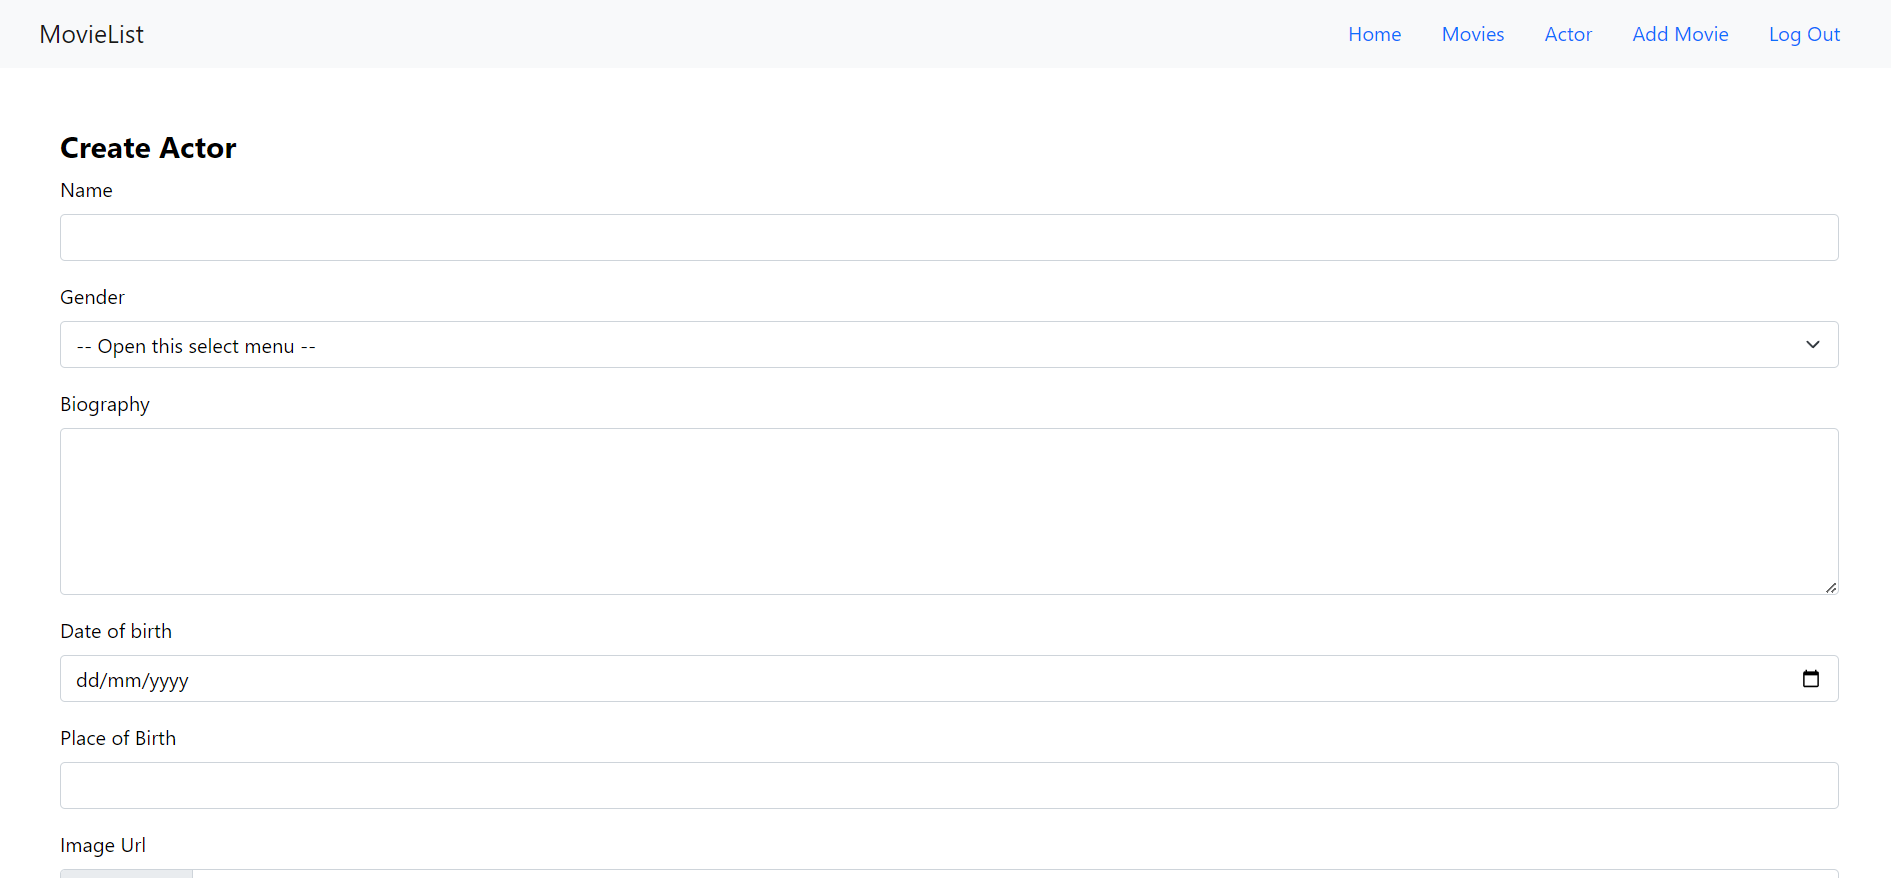 MovieList Home Movies Actor Add Movie Log Out
Create Actor
Name
Gender
-- Open this select menu --
Biography
Date of birth
dd/mm/yyyy
Place of Birth
Image Url